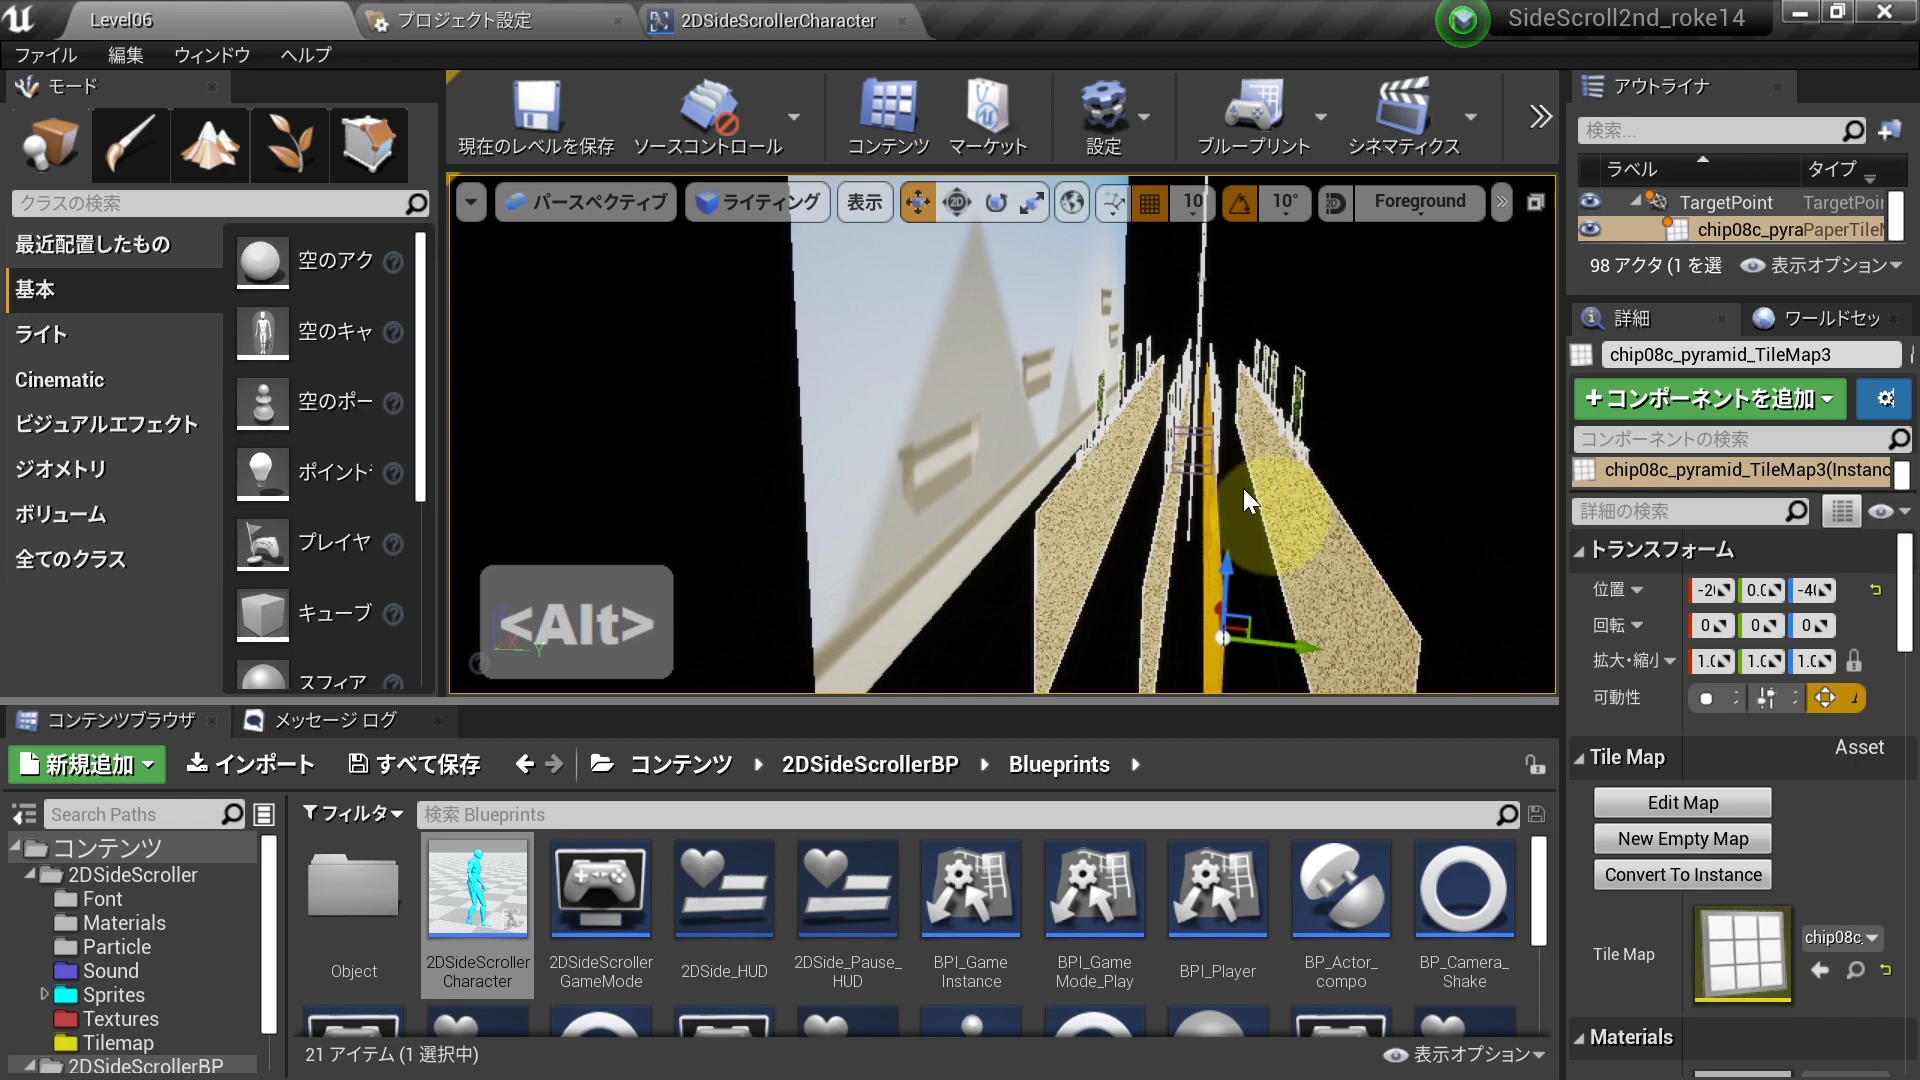 Level06
プロジェクト設定
2DSideScrollerCharacter
SideScroll2nd_roke14
ファイル 編集 ウィンドウ ヘルプ
モード
現在のレベルを保存
ソースコントロール
コンテンツ
マーケット
設定
ブループリント
シネマティクス
アウトライナ
検索...
ラベル
タイプ
TargetPoint
TargetPoi
chip08c_pyra
PaperTileM
98 アクタ (1 を選
表示オプション
クラスの検索
最近配置したもの
基本
ライト
Cinematic
ビジュアルエフェクト
ジオメトリ
ボリューム
全てのクラス
空のアク
空のキャ
空のポー
ポイント
プレイヤ
キューブ
スフィア
パースペクティブ
ライティング
表示
10
10°
Foreground
<Alt>
X
Y
詳細
ワールドセッ
chip08c_pyramid_TileMap3
+コンポーネントを追加
コンポーネントの検索
chip08c_pyramid_TileMap3(Instanc
詳細の検索
トランスフォーム
位置
-2
0.0
-4
回転
0
0
0
拡大・縮小
1.0
1.0
1.0
可動性
Tile Map
Asset
Edit Map
New Empty Map
Convert To Instance
Tile Map
chip08c_
Materials
コンテンツブラウザ
メッセージ ログ
新規追加
インポート
すべて保存
コンテンツ
2DSideScrollerBP
Blueprints
Search Paths
フィルタ
検索 Blueprints
コンテンツ
2DSideScroller
Font
Materials
Particle
Sound
Sprites
Textures
Tilemap
2DSideScrollerBP
Object
2DSideScroller
Character
2DSideScroller
GameMode
2DSide_HUD
2DSide_Pause_
HUD
BPI_Game
Instance
BPI_Game
Mode_Play
BPI_Player
BP_Actor_
compo
BP_Camera_
Shake
21 アイテム (1 選択中)
表示オプション